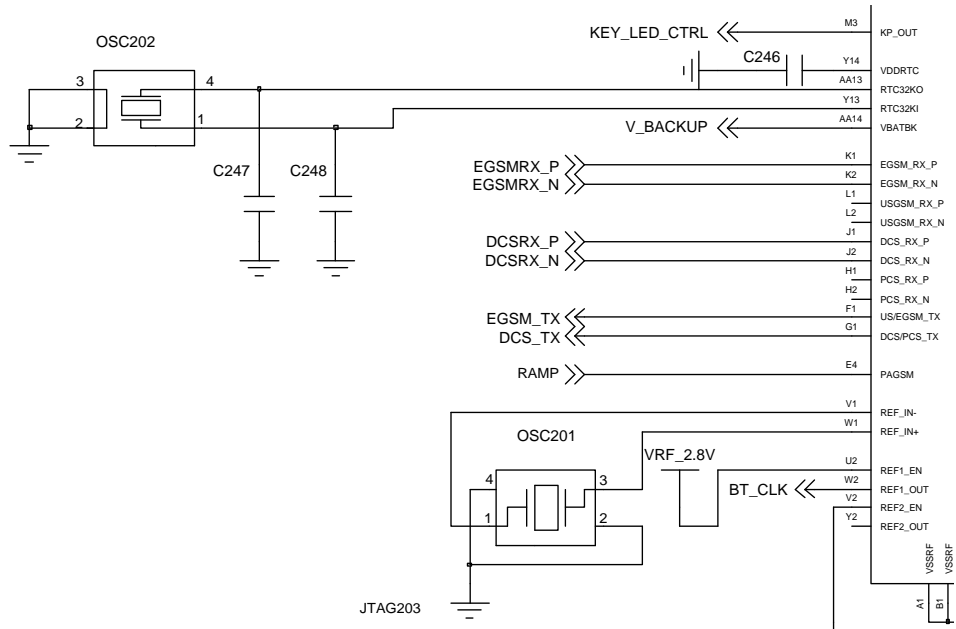 M3
KEY_LED_CTRL
KP_OUT
OSC202
C246
Y14
VDDRTC
3
4
AA13
RTC32KO
Y13
RTC32KI
2
1
AA14
V_BACKUP
VBATBK
C247
C248
K1
EGSMRX_P
EGSM_RX_P
K2
EGSMRX_N
EGSM_RX_N
L1
USGSM_RX_P
L2
USGSM_RX_N
J1
DCSRX_P
DCS_RX_P
J2
DCSRX_N
DCS_RX_N
H1
PCS_RX_P
H2
PCS_RX_N
F1
EGSM_TX
US/EGSM_TX
G1
DCS_TX
DCS/PCS_TX
E4
RAMP
PAGSM
V1
REF_IN-
W1
REF_IN+
OSC201
VRF_2.8V
U2
REF1_EN
4
3
W2
BT_CLK
REF1_OUT
V2
REF2_EN
1
2
Y2
REF2_OUT
VSSRF
VSSRF
A1
B1
JTAG203